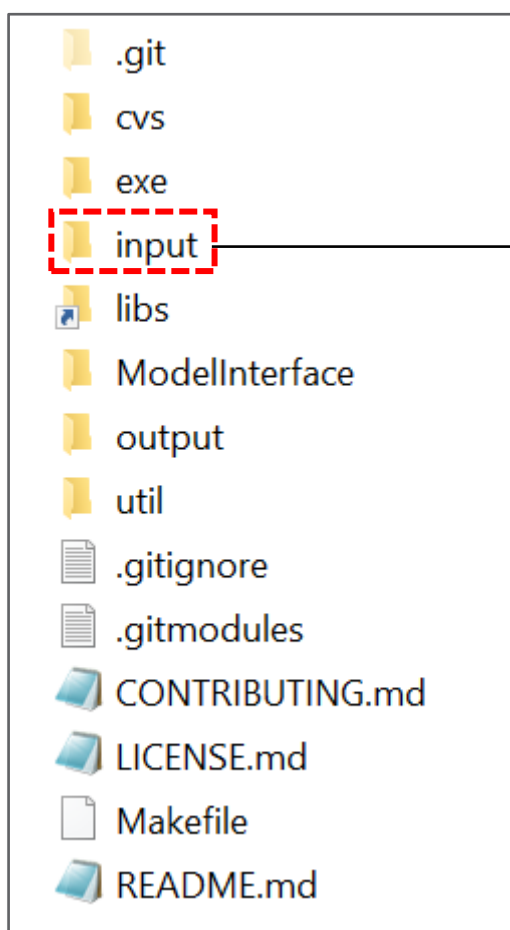 .git
cvs
exe
input
libs
ModelInterface
output
util
.gitignore
.gitmodules
CONTRIBUTING.md
LICENSE.md
Makefile
README.md